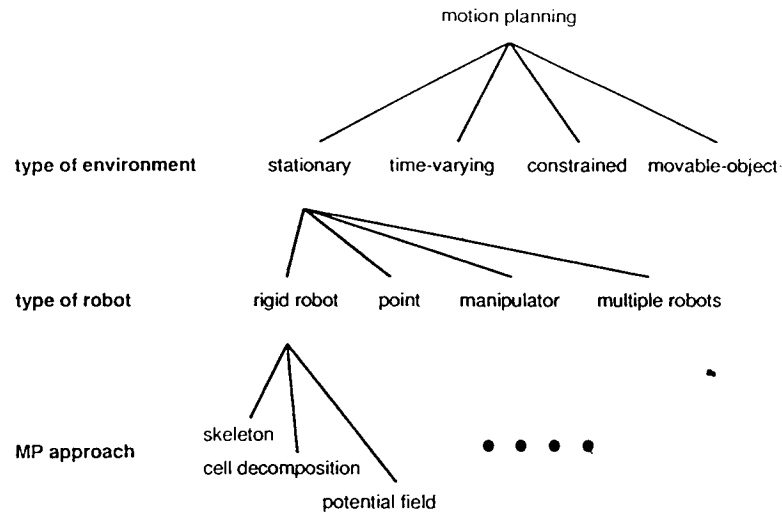 motion planning
type of environment stationary time-varying constrained movable-object-
type of robot rigid robot point manipulator multiple robots
skeleton
MP approach
cell decomposition
potential field